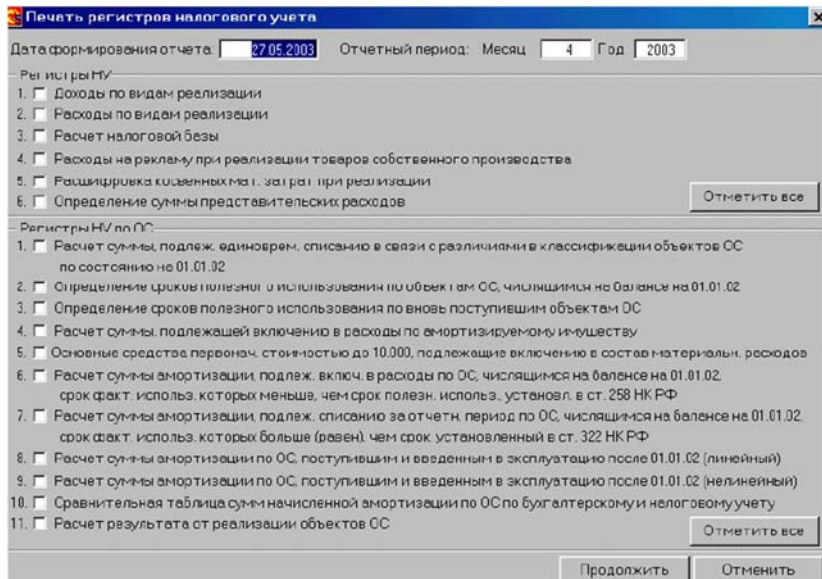 Печать регистров налогового учета
Дата формирования отчета: 27.05.2003 Отчетный период: Месяц 4 Год 2003
Регистры НУ
1. Доходы по видам реализации
2. Расходы по видам реализации
3. Расчет налоговой базы
4. Расходы на рекламу при реализации товаров собственного производства
5. Расшифровка косвенных мат. затрат при реализации
6. Определение суммы представительских расходов
Отметить все
Регистры НУ по ОС
1. Расчет суммы, подлеж. единоврем. списанию в связи с различиями в классификации объектов ОС
по состоянию на 01.01.02
2. Определение сроков полезного использования по объектам ОС, числящимся на балансе на 01.01.02
3. Определение сроков полезного использования по вновь поступившим объектам ОС
4. Расчет суммы, подлежащей включению в расходы по амортизируемому имуществу
5. Основные средства первонач. стоимостью до 10.000, подлежащие включению в состав материальн. расходов
6. Расчет суммы амортизации, подлеж. включ. в расходы по ОС, числящимся на балансе на 01.01.02,
срок факт. использ. которых меньше, чем срок полезн. использ., установл. в ст. 258 НК РФ
7. Расчет суммы амортизации, подлеж. списанию за отчетн. период по ОС, числящимся на балансе на 01.01.02,
срок факт. использ. которых больше (равен), чем срок, установленный в ст. 322 НК РФ
8. Расчет суммы амортизации по ОС, поступившим и введенным в эксплуатацию после 01.01.02 (линейный)
9. Расчет суммы амортизации по ОС, поступившим и введенным в эксплуатацию после 01.01.02 (нелинейный)
10. Сравнительная таблица сумм начисленной амортизации по ОС по бухгалтерскому и налоговому учету
11. Расчет результата от реализации объектов ОС
Отметить все
Продолжить Отменить